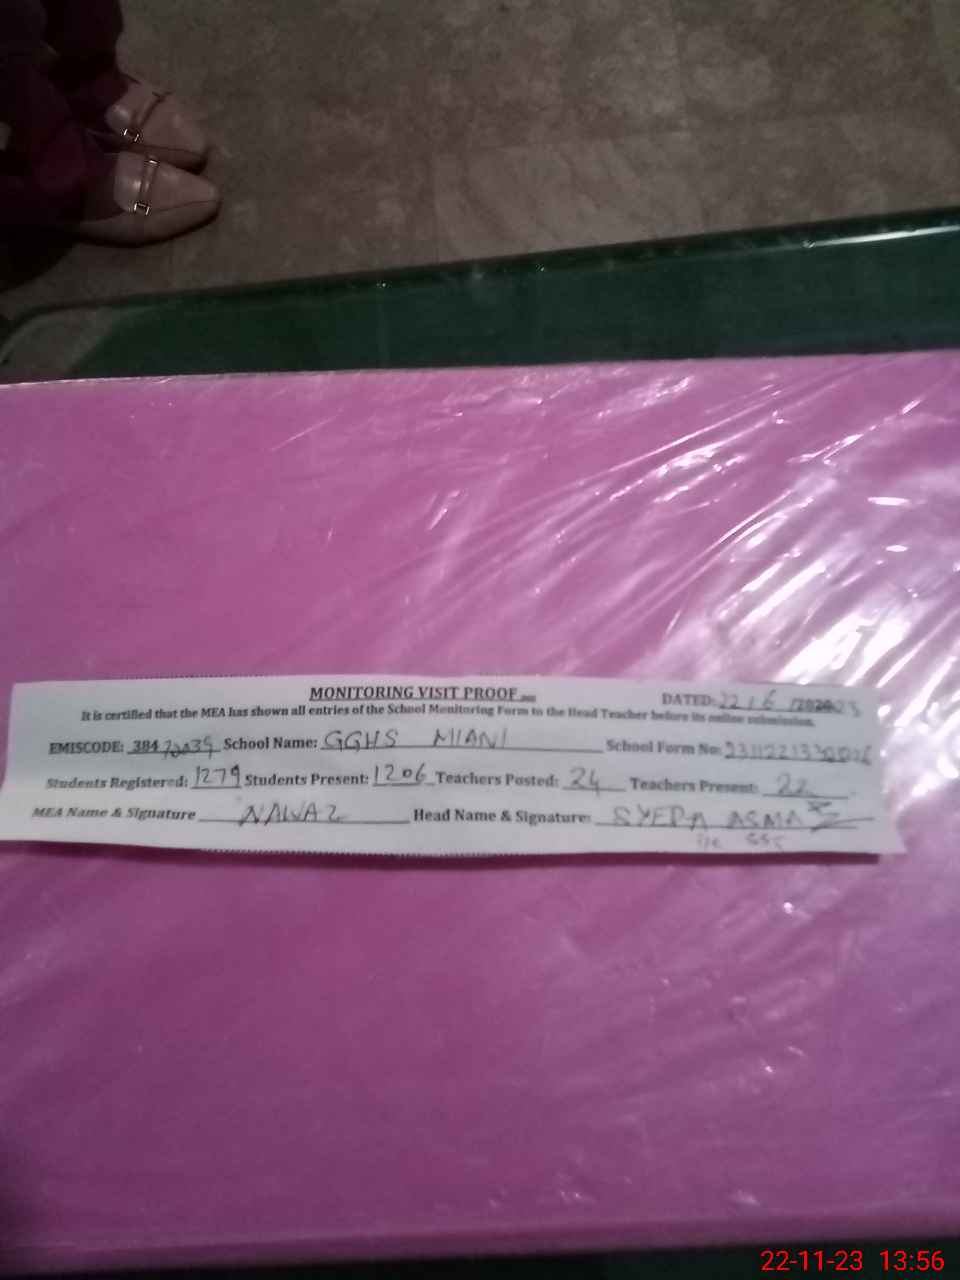 MONITORING VISIT PROOF
DATED: 22 / 6
It is certified that the MEA has shown all entries of the School Monitoring Form to the Head Teacher before its online submission.
EMISCODE: 384 School Name: GGHS MIANI School Form No:
Students Registered: 1279 Students Present: 1206 Teachers Posted: 24 Teachers Present: 22
MEA Name & Signature NAWAZ Head Name & Signature: SYEDA ASMA
22-11-23 13:56